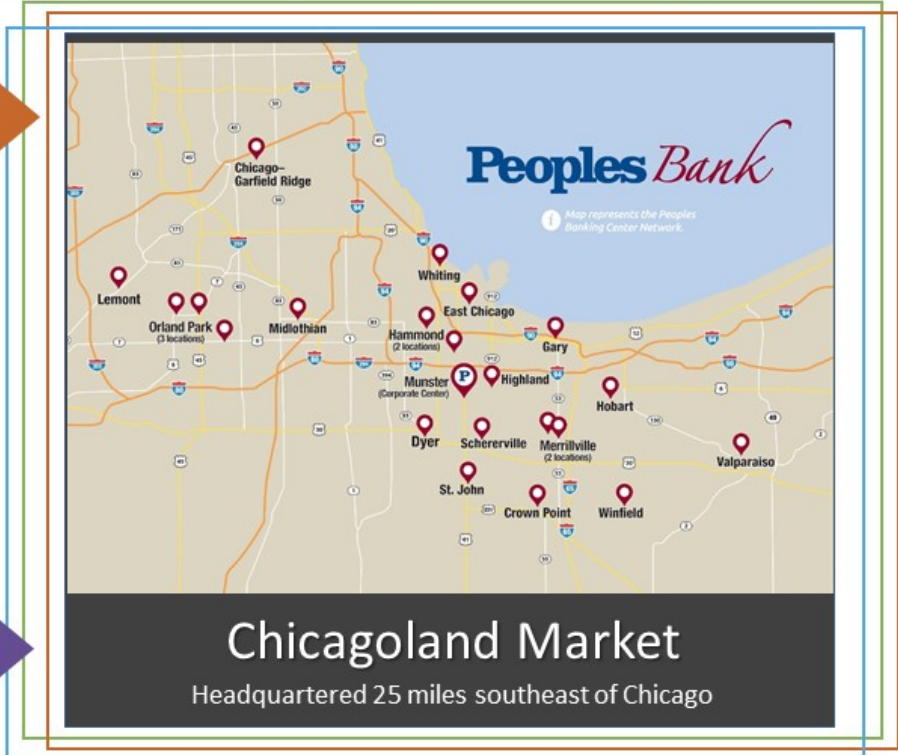 Peoples Bank
i
Map represents the Peoples
Banking Center Network.
Chicago–
Garfield Ridge
Whiting
Lemont
East Chicago
Orland Park
(3 locations)
Midlothian
Hammond
(2 locations)
Gary
Munster
(Corporate Center)
P
Highland
Hobart
Dyer
Schererville
Merrillville
(2 locations)
Valparaiso
St. John
Crown Point
Winfield
Chicagoland Market
Headquartered 25 miles southeast of Chicago